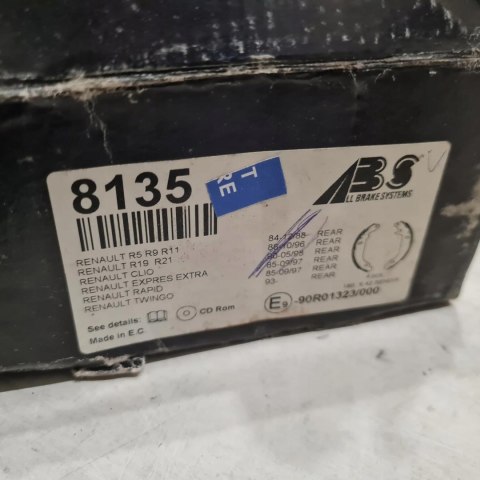 8135
T
RE
ABS
ALL BRAKE SYSTEMS
RENAULT R5 R9 R11
RENAULT R19 R21
RENAULT CLIO
RENAULT EXPRES EXTRA
RENAULT RAPID
RENAULT TWINGO
84-12/88 REAR
86-10/96 REAR
90-05/98 REAR
85-09/97 REAR
85/09/97 REAR
93- REAR
See details: CD Rom
Made in E.C.
E9 -90R01323/000